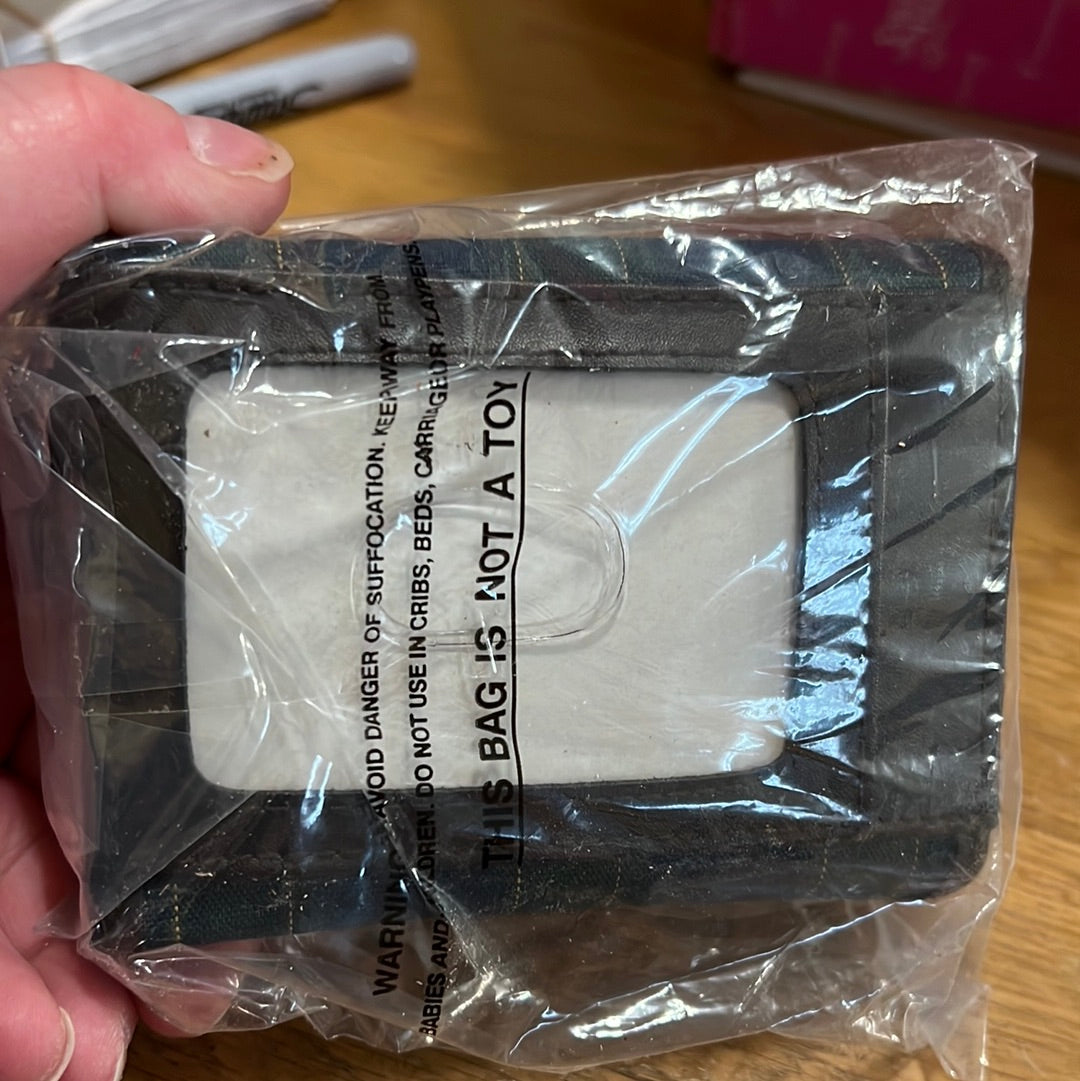 WARNING: AVOID DANGER OF SUFFOCATION. KEEP AWAY FROM
BABIES AND CHILDREN. DO NOT USE IN CRIBS, BEDS, CARRIAGE OR PLAYPENS.
THIS BAG IS NOT A TOY